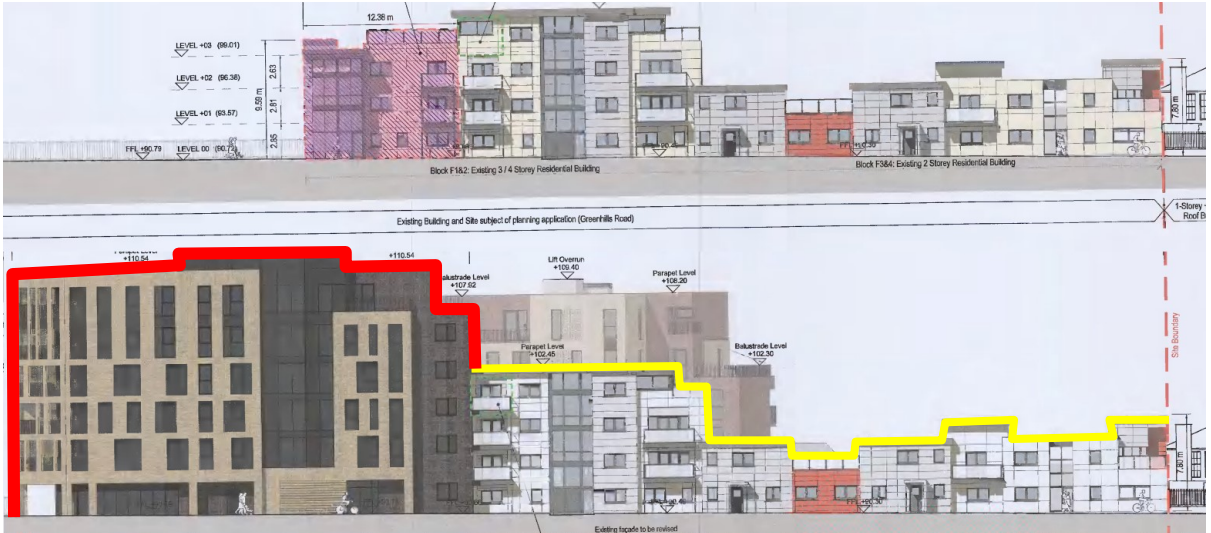 12.38 m
LEVEL +03 (99.01)
LEVEL +02 (96.38)
LEVEL +01 (93.57)
FFL +90.79 LEVEL 00 (90.72)
9.59 m
2.63
2.81
2.85
7.80 m
Block F1&2: Existing 3 / 4 Storey Residential Building
Block F3&4: Existing 2 Storey Residential Building
Existing Building and Site subject of planning application (Greenhills Road)
1-Storey
Roof
+110.54
+110.54
Balustrade Level
+107.92
Lift Overrun
+109.40
Parapet Level
+108.20
Parapet Level
+102.45
Balustrade Level
+102.30
Site Boundary
7.80 m
Existing façade to be revised